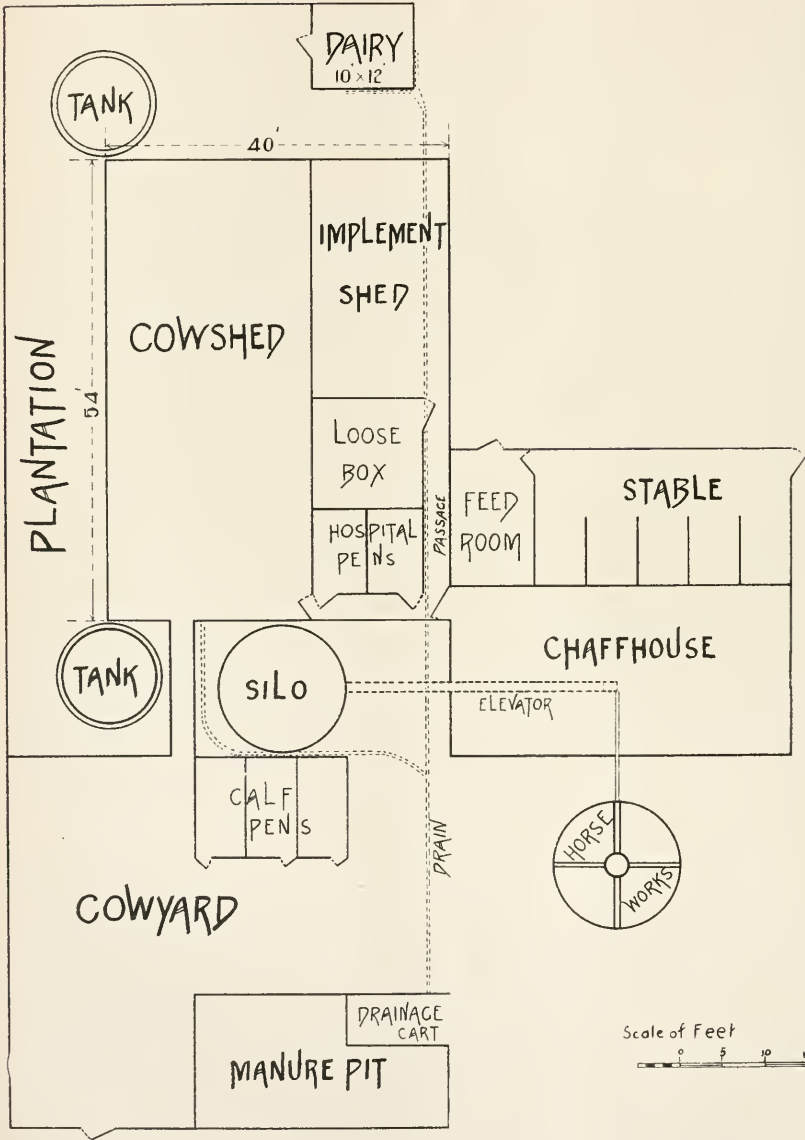 DAIRY
10' × 12'
TANK
40'
IMPLEMENT
SHED
COWSHED
PLANTATION
54'
LOOSE
BOX
HOSPITAL
PENS
PASSAGE
FEED
ROOM
STABLE
CHAFFHOUSE
TANK
SILO
ELEVATOR
CALF
PENS
DRAIN
HORSE
WORKS
COWYARD
DRAINAGE
CART
MANURE PIT
Scale of Feet
0 5 10